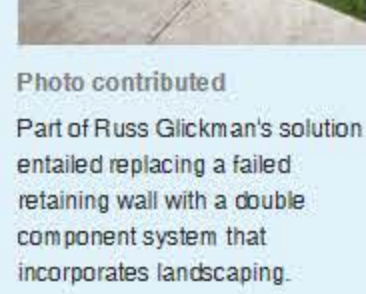 Photo contributed
Part of Russ Glickman's solution
entailed replacing a failed
retaining wall with a double
component system that
incorporates landscaping.